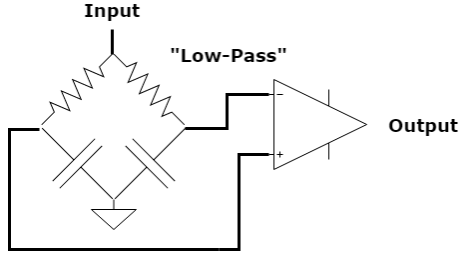 Input
"Low-Pass"
−
Output
+